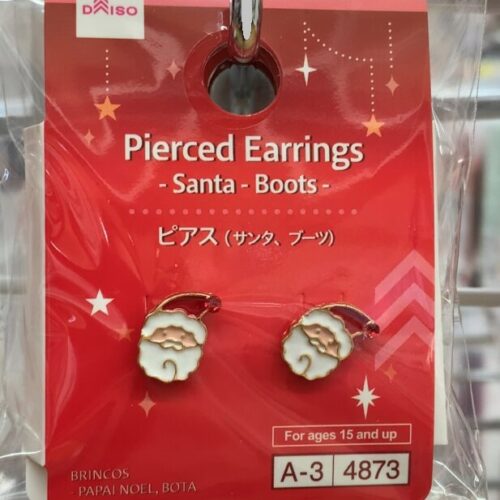 DAISO
Pierced Earrings
- Santa - Boots -
ピアス（サンタ、ブーツ）
For ages 15 and up
A-3 4873
BRINCOS
- PAPAI NOEL, BOTA